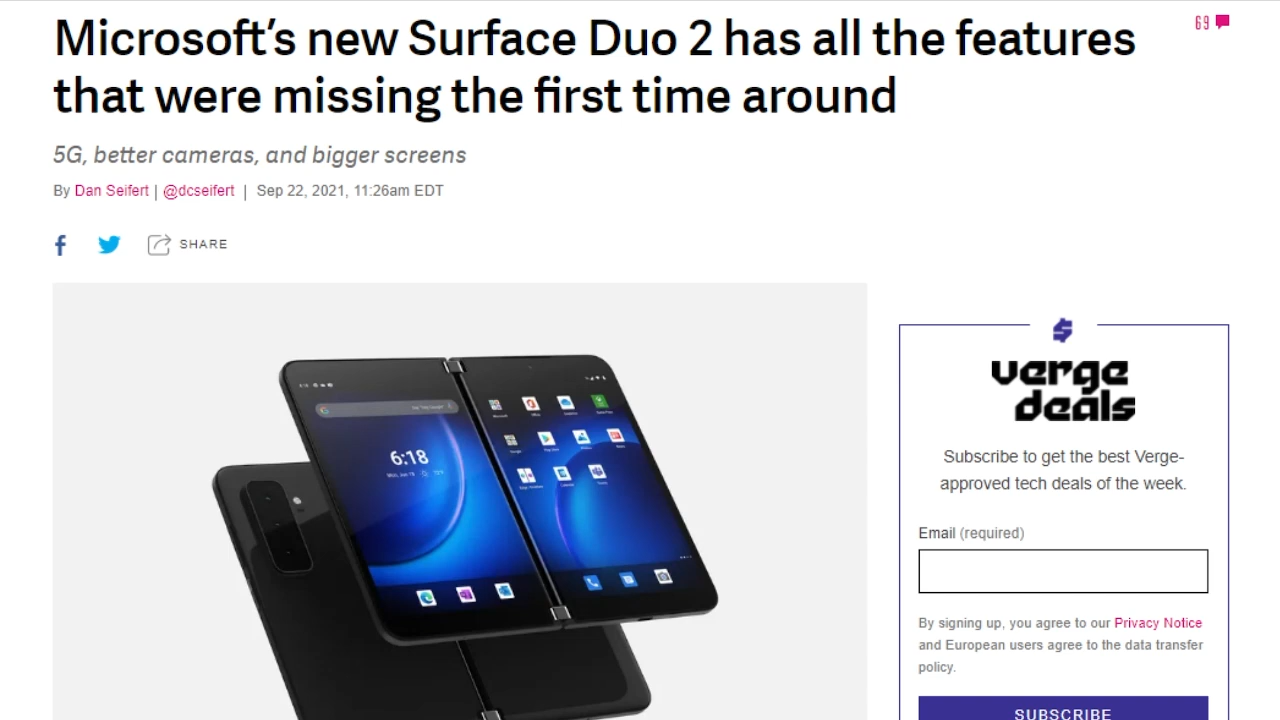 Microsoft's new Surface Duo 2 has all the features
69
that were missing the first time around
5G, better cameras, and bigger screens
By Dan Seifert | @dcseifert | Sep 22, 2021, 11:26am EDT
SHARE
6:18
verge
deals
Subscribe to get the best Verge-
approved tech deals of the week.
Email (required)
By signing up, you agree to our Privacy Notice
and European users agree to the data transfer
policy.
SUBSCRIBE